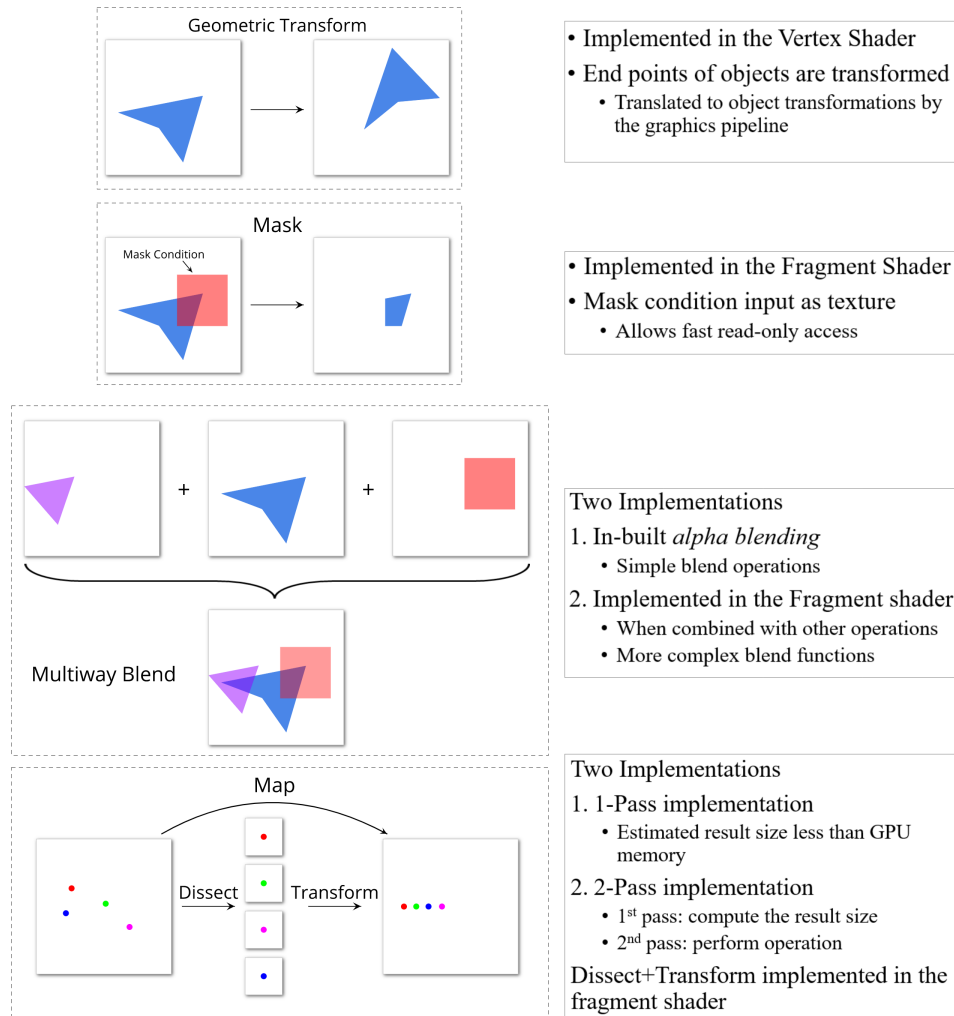 Geometric Transform
• Implemented in the Vertex Shader
• End points of objects are transformed
• Translated to object transformations by
the graphics pipeline
Mask
Mask Condition
• Implemented in the Fragment Shader
• Mask condition input as texture
• Allows fast read-only access
+
+
Multiway Blend
Two Implementations
1. In-built alpha blending
• Simple blend operations
2. Implemented in the Fragment shader
• When combined with other operations
• More complex blend functions
Map
Dissect
Transform
Two Implementations
1. 1-Pass implementation
• Estimated result size less than GPU
memory
2. 2-Pass implementation
• 1st pass: compute the result size
• 2nd pass: perform operation
Dissect+Transform implemented in the
fragment shader